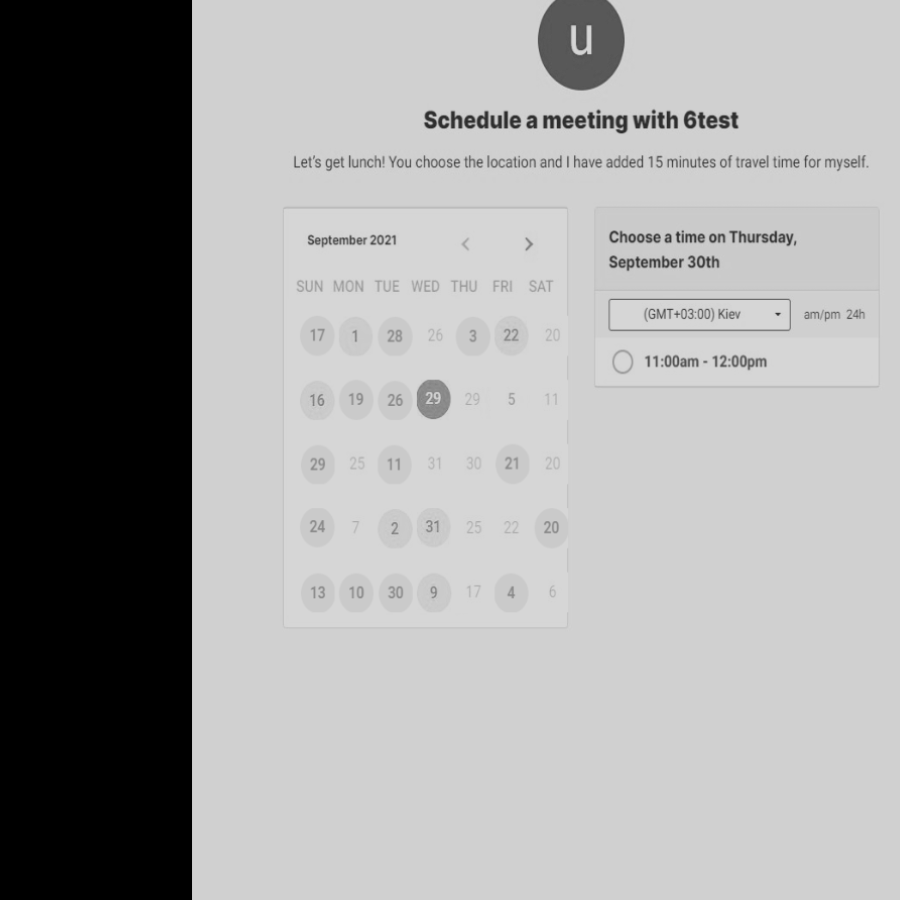 u
Schedule a meeting with 6test
Let's get lunch! You choose the location and I have added 15 minutes of travel time for myself.
September 2021
SUN MON TUE WED THU FRI SAT
17 1 28 26 3 22 20
16 19 26 29 29 5 11
29 25 11 31 30 21 20
24 7 2 31 25 22 20
13 10 30 9 17 4 6
Choose a time on Thursday,
September 30th
(GMT+03:00) Kiev am/pm 24h
11:00am - 12:00pm